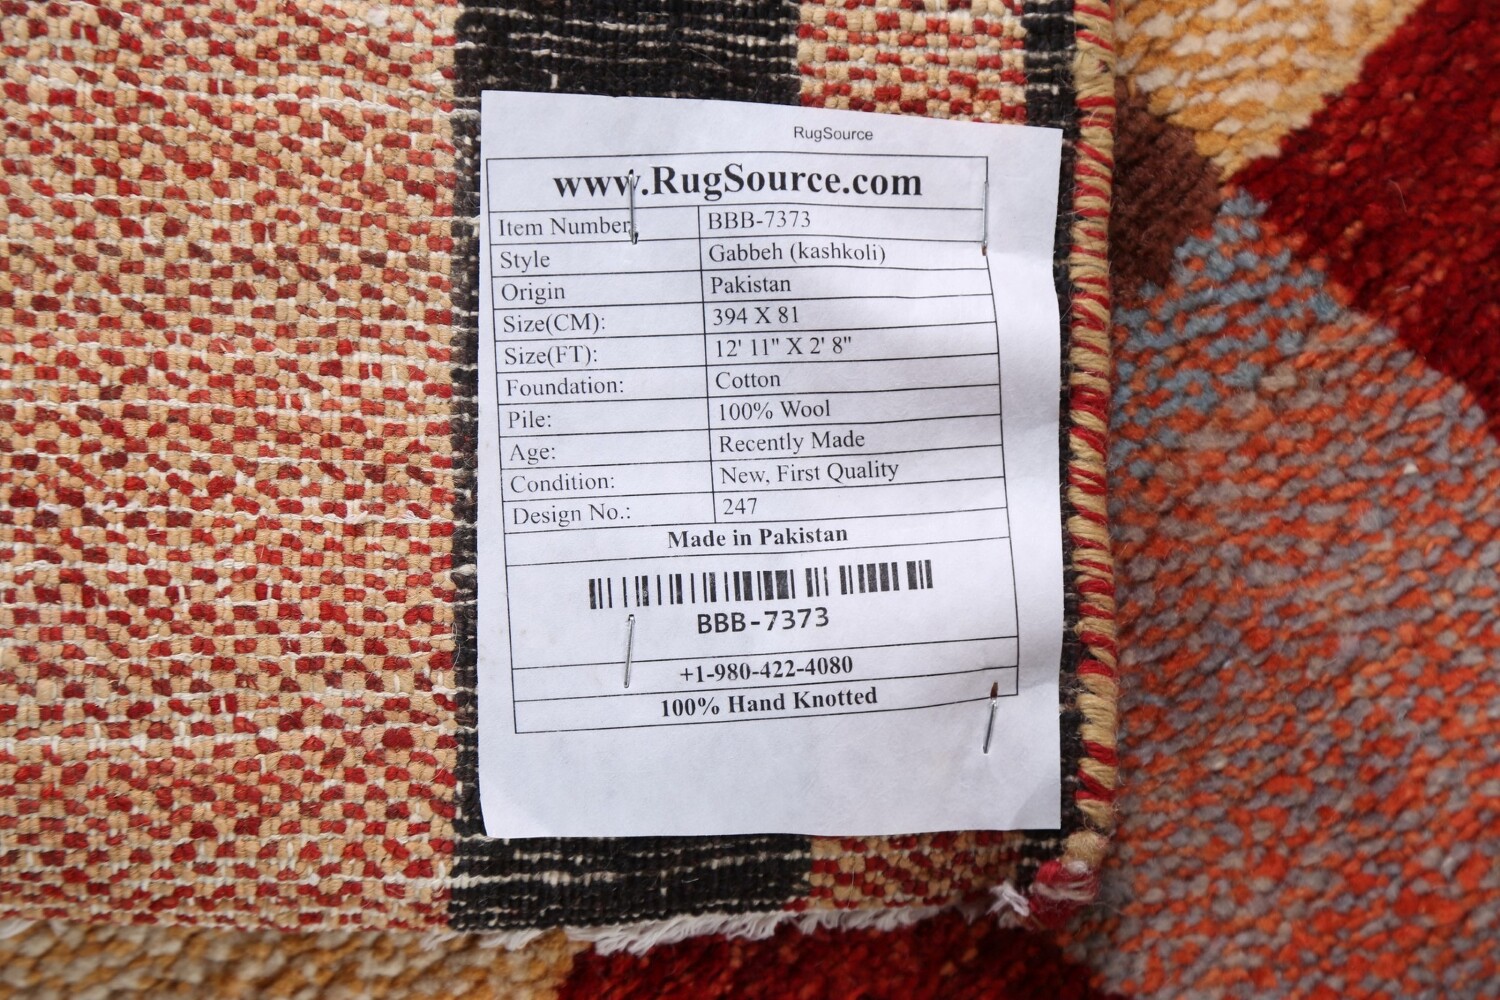 RugSource
www.RugSource.com
Item Number BBB-7373
Style Gabbeh (kashkoli)
Origin Pakistan
Size(CM): 394 X 81
Size(FT): 12' 11" X 2' 8"
Foundation: Cotton
Pile: 100% Wool
Age: Recently Made
Condition: New, First Quality
Design No.: 247
Made in Pakistan
BBB-7373
+1-980-422-4080
100% Hand Knotted